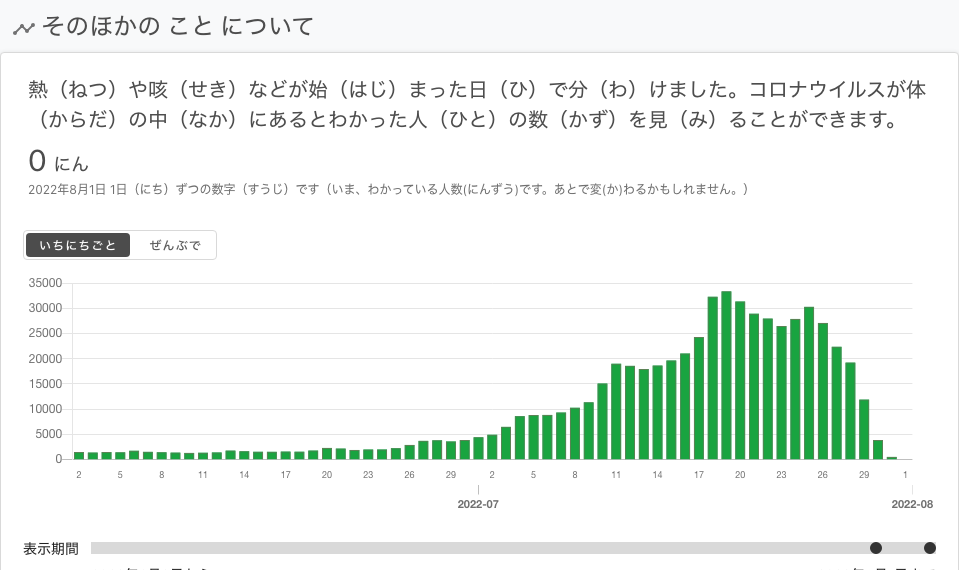 そのほかの こと について
熱（ねつ）や咳（せき）などが始（はじ）まった日（ひ）で分（わ）けました。コロナウイルスが体
（からだ）の中（なか）にあるとわかった人（ひと）の数（かず）を見（み）ることができます。
0 にん
2022年8月1日 1日（にち）ずつの数字（すうじ）です（いま、わかっている人数(にんずう)です。あとで変(か)わるかもしれません。）
いちにちごと ぜんぶで
35000
30000
25000
20000
15000
10000
5000
0
2 5 8 11 14 17 20 23 26 29 2 5 8 11 14 17 20 23 26 29 1
2022-07 2022-08
表示期間